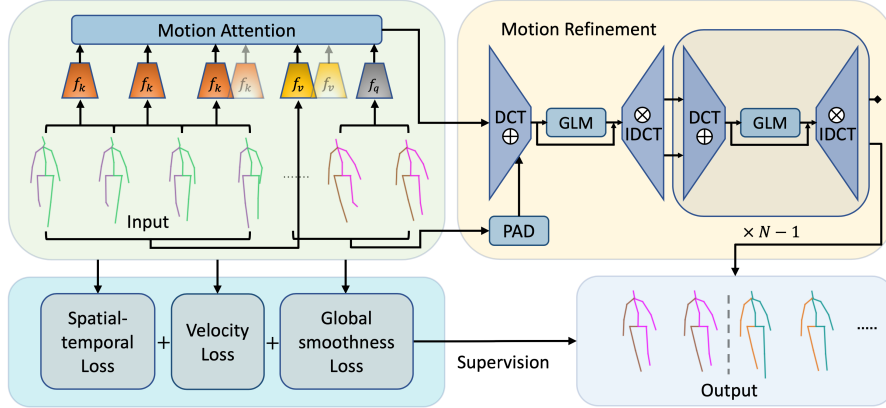 Motion Attention
f_k
f_k
f_k
f_k
f_v
f_v
f_q
Input
......
Motion Refinement
DCT
⊕
GLM
⊗
IDCT
DCT
⊕
GLM
⊗
IDCT
PAD
× N − 1
Spatial-
temporal
Loss
+
Velocity
Loss
+
Global
smoothness
Loss
Supervision
.....
Output